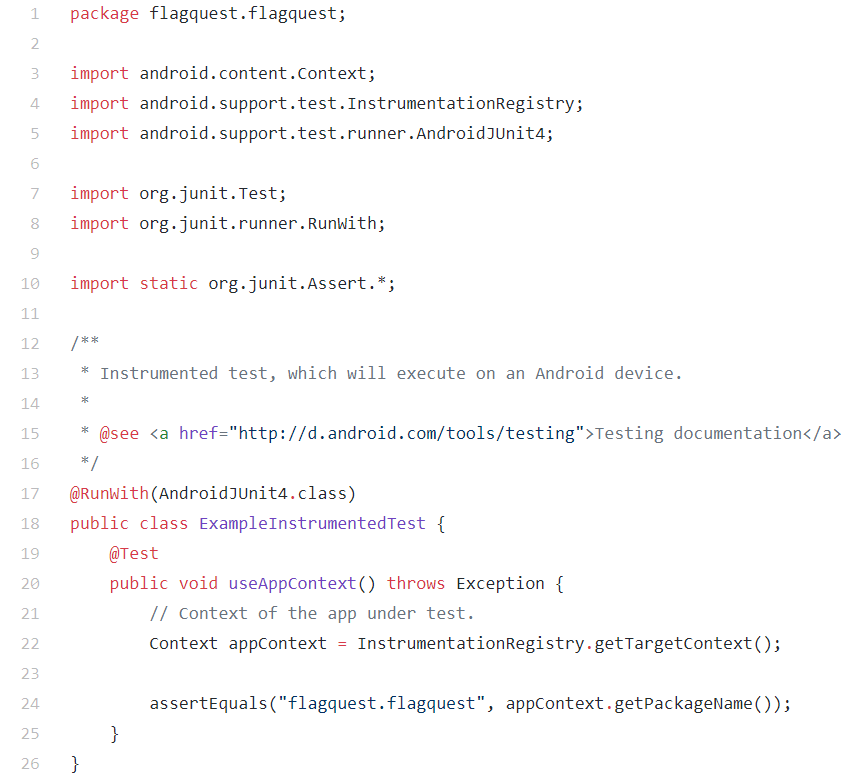 1 package flagquest.flagquest;
2
3 import android.content.Context;
4 import android.support.test.InstrumentationRegistry;
5 import android.support.test.runner.AndroidJUnit4;
6
7 import org.junit.Test;
8 import org.junit.runner.RunWith;
9
10 import static org.junit.Assert.*;
11
12 /**
13  * Instrumented test, which will execute on an Android device.
14  *
15  * @see <a href="http://d.android.com/tools/testing">Testing documentation</a>
16  */
17 @RunWith(AndroidJUnit4.class)
18 public class ExampleInstrumentedTest {
19     @Test
20     public void useAppContext() throws Exception {
21         // Context of the app under test.
22         Context appContext = InstrumentationRegistry.getTargetContext();
23
24         assertEquals("flagquest.flagquest", appContext.getPackageName());
25     }
26 }